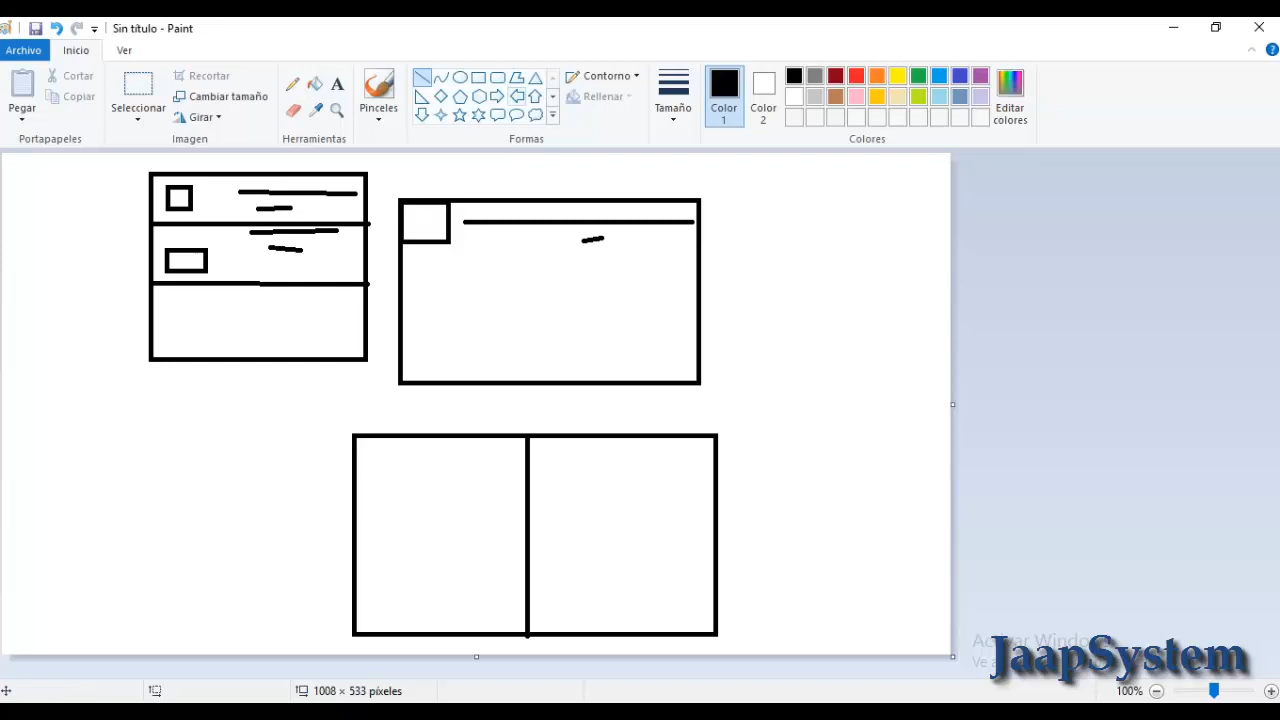 Sin título - Paint
Archivo Inicio Ver
Pegar
Cortar
Copiar
Portapapeles
Seleccionar
Recortar
Cambiar tamaño
Girar
Imagen
A
Herramientas
Pinceles
Contorno
Rellenar
Formas
Tamaño
Color
1
Color
2
Editar
colores
Colores
Ve a
JaapSystem
1008 × 533 píxeles
100%